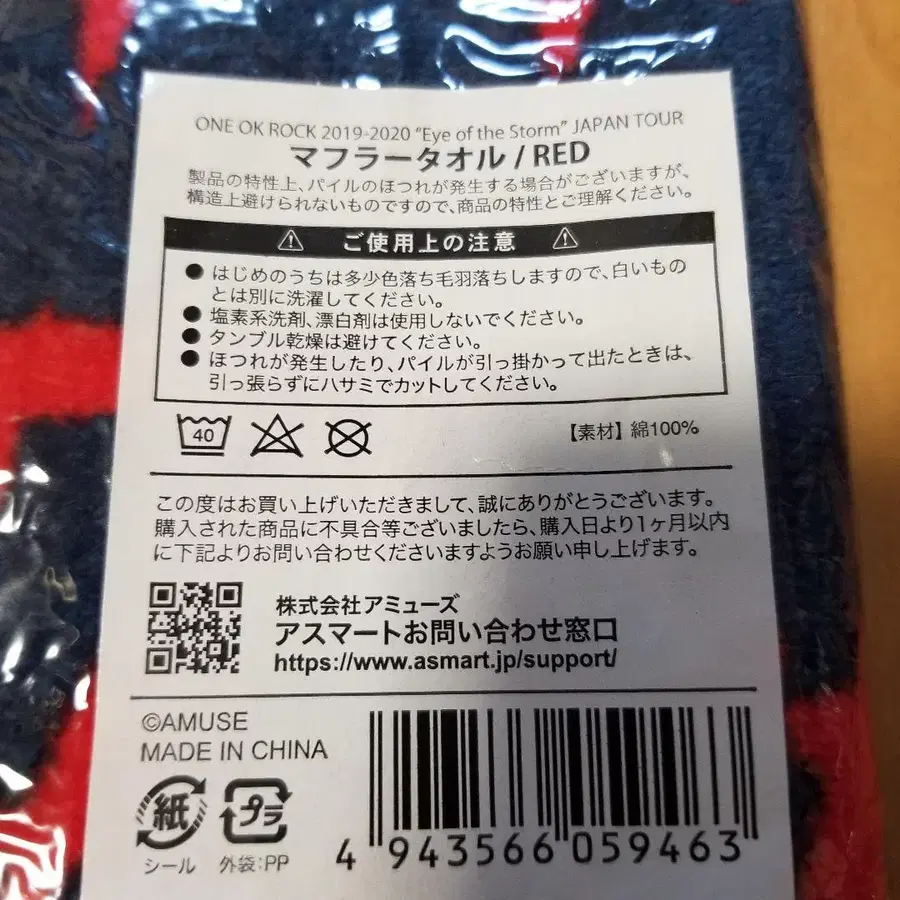 ONE OK ROCK 2019-2020 “Eye of the Storm” JAPAN TOUR
マフラータオル / RED
製品の特性上、パイルのほつれが発生する場合がございますが、
構造上避けられないものですので、商品の特性とご理解ください。
ご使用上の注意
● はじめのうちは多少色落ち毛羽落ちしますので、白いもの
とは別に洗濯してください。
● 塩素系洗剤、漂白剤は使用しないでください。
● タンブル乾燥は避けてください。
● ほつれが発生したり、パイルが引っ掛かって出たときは、
引っ張らずにハサミでカットしてください。
40
【素材】綿100%
この度はお買い上げいただきまして、誠にありがとうございます。
購入された商品に不具合等ございましたら、購入日より1ヶ月以内
に下記よりお問い合わせくださいますようお願い申し上げます。
株式会社アミューズ
アスマートお問い合わせ窓口
https://www.asmart.jp/support/
©AMUSE
MADE IN CHINA
紙
シール
プラ
外袋:PP
4 943566 059463